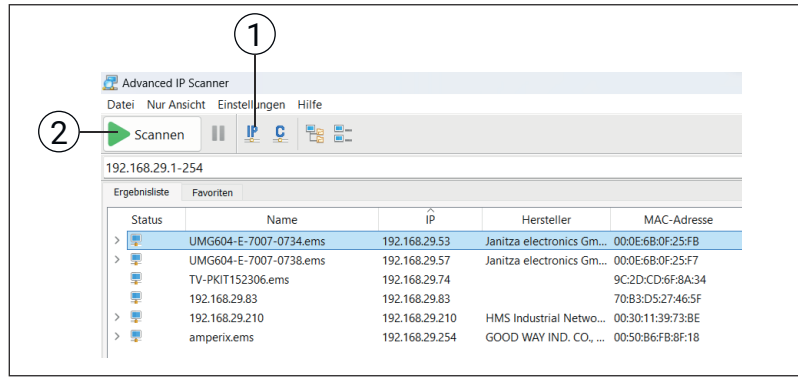 1
Advanced IP Scanner
Datei Nur Ansicht Einstellungen Hilfe
2
Scannen IP C
192.168.29.1-254
Ergebnisliste Favoriten
Status Name IP Hersteller MAC-Adresse
UMG604-E-7007-0734.ems 192.168.29.53 Janitza electronics Gm... 00:0E:6B:0F:25:FB
UMG604-E-7007-0738.ems 192.168.29.57 Janitza electronics Gm... 00:0E:6B:0F:25:F7
TV-PKIT152306.ems 192.168.29.74 9C:2D:CD:6F:8A:34
192.168.29.83 192.168.29.83 70:B3:D5:27:46:5F
192.168.29.210 192.168.29.210 HMS Industrial Netwo... 00:30:11:39:73:BE
amperix.ems 192.168.29.254 GOOD WAY IND. CO., ... 00:50:B6:FB:8F:18